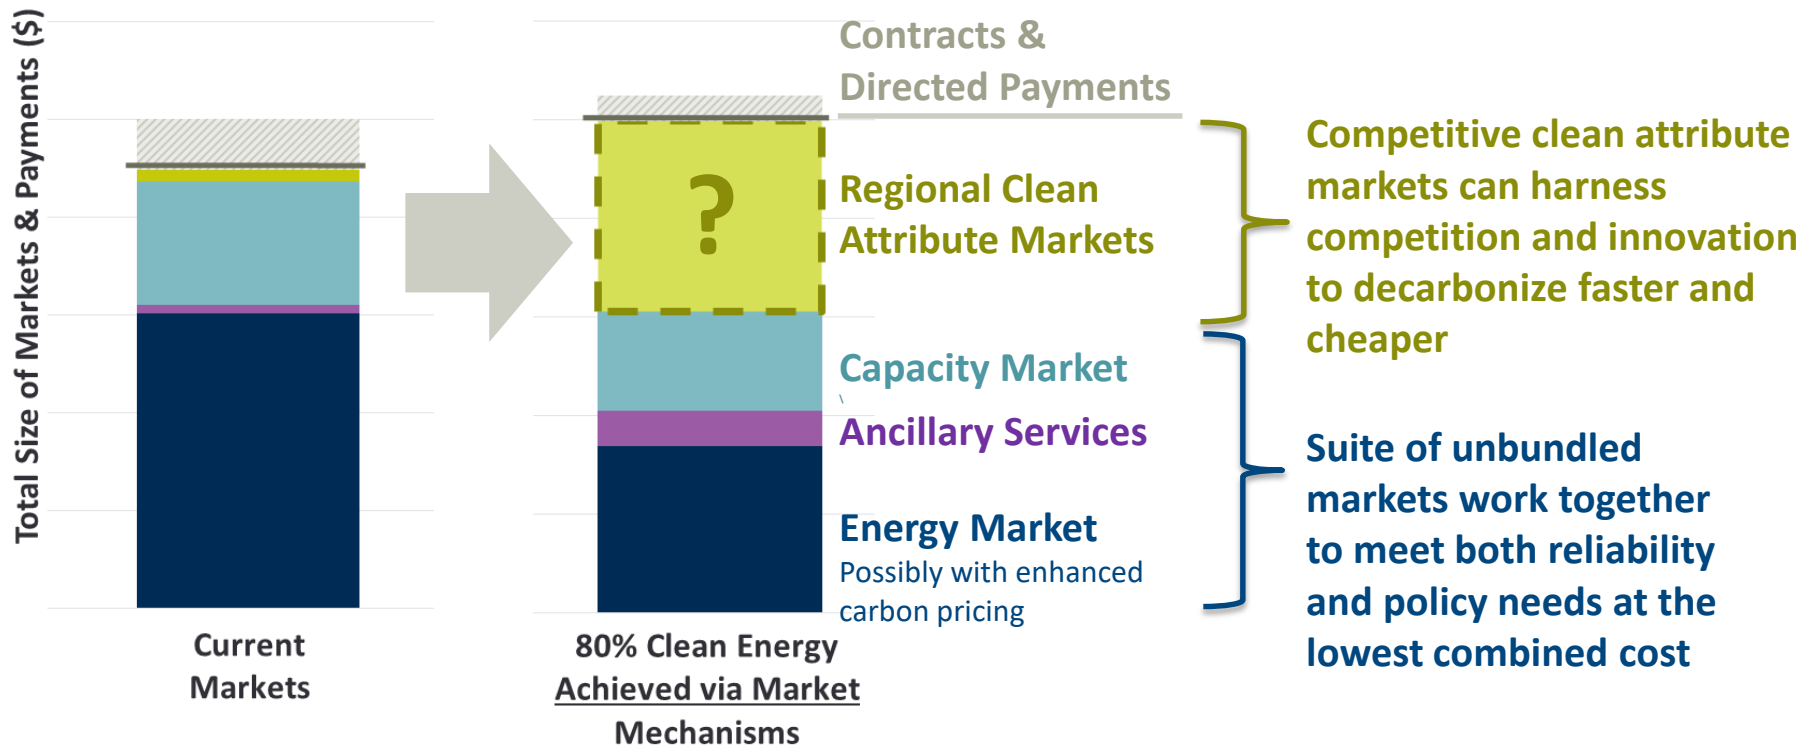 Total Size of Markets & Payments ($)
Current
Markets
?
80% Clean Energy
Achieved via Market
Mechanisms
Contracts &
Directed Payments
Regional Clean
Attribute Markets
Capacity Market
\
Ancillary Services
Energy Market
Possibly with enhanced
carbon pricing
Competitive clean attribute
markets can harness
competition and innovation
to decarbonize faster and
cheaper
Suite of unbundled
markets work together
to meet both reliability
and policy needs at the
lowest combined cost